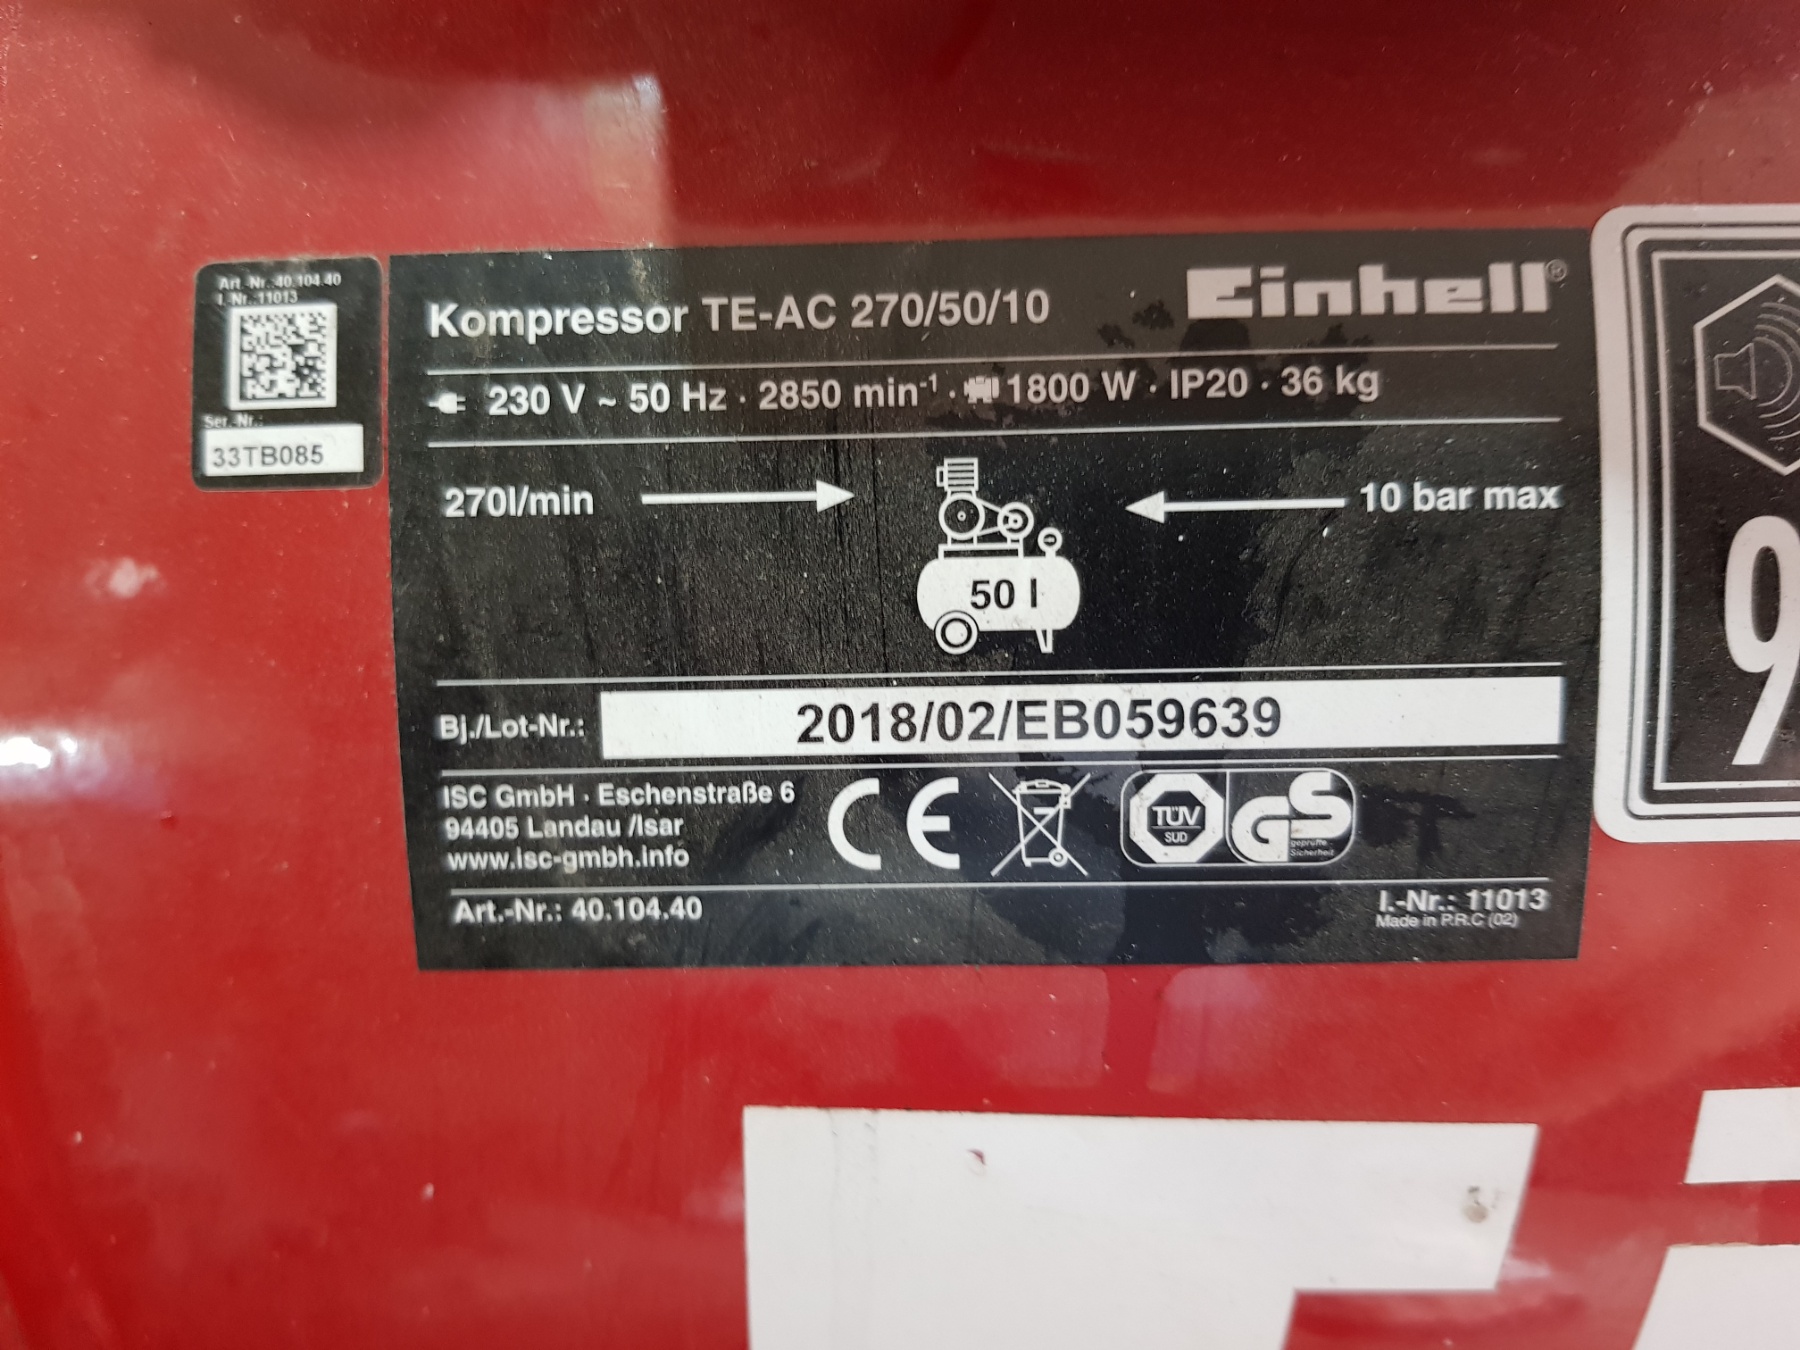 Art.-Nr.:40.104.40
I.-Nr.:11013
Ser.-Nr.:
33TB085
Kompressor TE-AC 270/50/10
Einhell®
230 V ~ 50 Hz · 2850 min⁻¹ · 1800 W · IP20 · 36 kg
270l/min
10 bar max
50 l
Bj./Lot-Nr.: 2018/02/EB059639
ISC GmbH · Eschenstraße 6
94405 Landau /Isar
www.isc-gmbh.info
CE
TÜV
SÜD
GS
geprüfte
Sicherheit
Art.-Nr.: 40.104.40
I.-Nr.: 11013
Made in P.R.C (02)
9